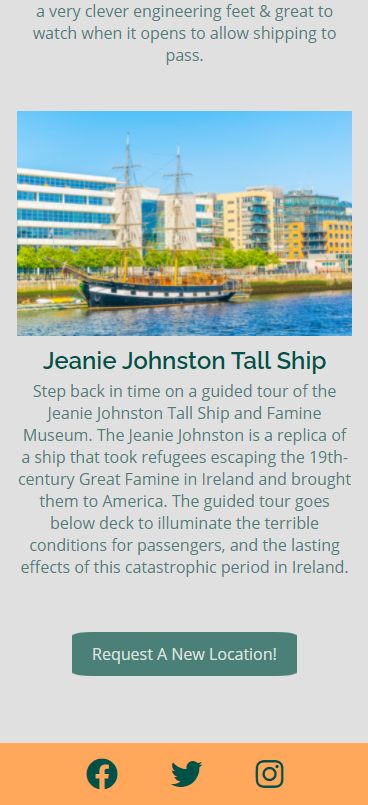 a very clever engineering feet & great to
watch when it opens to allow shipping to
pass.
Jeanie Johnston Tall Ship
Step back in time on a guided tour of the
Jeanie Johnston Tall Ship and Famine
Museum. The Jeanie Johnston is a replica of
a ship that took refugees escaping the 19th-
century Great Famine in Ireland and brought
them to America. The guided tour goes
below deck to illuminate the terrible
conditions for passengers, and the lasting
effects of this catastrophic period in Ireland.
Request A New Location!